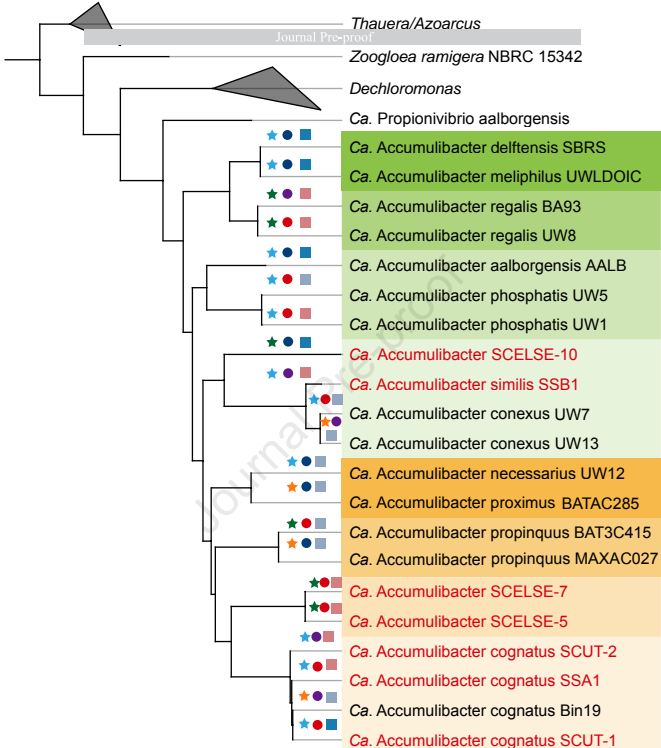 Thauera/Azoarcus
Journal Pre-proof
Zoogloea ramigera NBRC 15342
Dechloromonas
Ca. Propionivibrio aalborgensis
Ca. Accumulibacter delftensis SBRS
Ca. Accumulibacter meliphilus UWLDOIC
Ca. Accumulibacter regalis BA93
Ca. Accumulibacter regalis UW8
Ca. Accumulibacter aalborgensis AALB
Ca. Accumulibacter phosphatis UW5
Ca. Accumulibacter phosphatis UW1
Ca. Accumulibacter SCELSE-10
Ca. Accumulibacter similis SSB1
Ca. Accumulibacter conexus UW7
Ca. Accumulibacter conexus UW13
Ca. Accumulibacter necessarius UW12
Ca. Accumulibacter proximus BATAC285
Ca. Accumulibacter propinquus BAT3C415
Ca. Accumulibacter propinquus MAXAC027
Ca. Accumulibacter SCELSE-7
Ca. Accumulibacter SCELSE-5
Ca. Accumulibacter cognatus SCUT-2
Ca. Accumulibacter cognatus SSA1
Ca. Accumulibacter cognatus Bin19
Ca. Accumulibacter cognatus SCUT-1
Journal Pre-proof